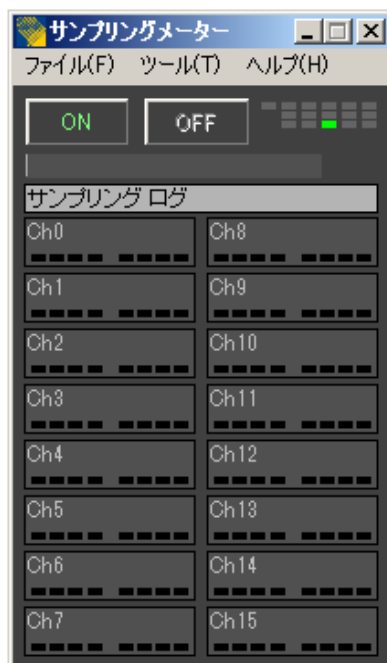 サンプリングメーター
ファイル(F) ツール(T) ヘルプ(H)
ON OFF
サンプリング ログ
Ch0 Ch8
Ch1 Ch9
Ch2 Ch10
Ch3 Ch11
Ch4 Ch12
Ch5 Ch13
Ch6 Ch14
Ch7 Ch15